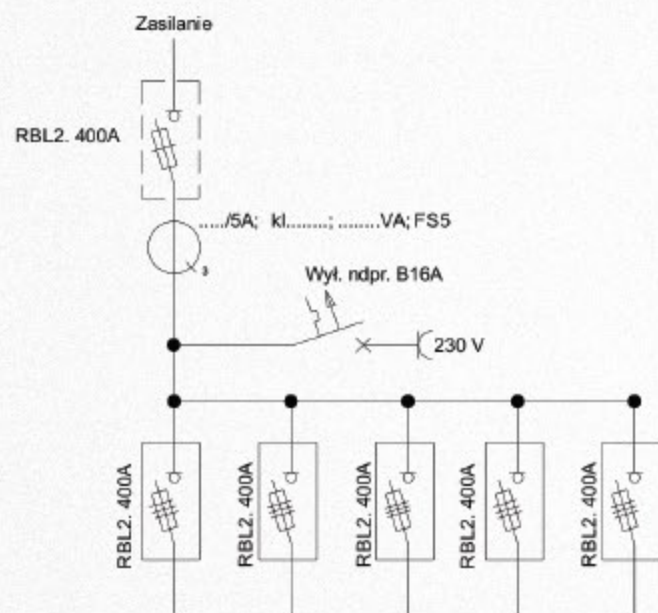 Zasilanie
RBL2. 400A
...../5A; kl........; ........VA; FS5
3
Wył. ndpr. B16A
230 V
RBL2. 400A
RBL2. 400A
RBL2. 400A
RBL2. 400A
RBL2. 400A